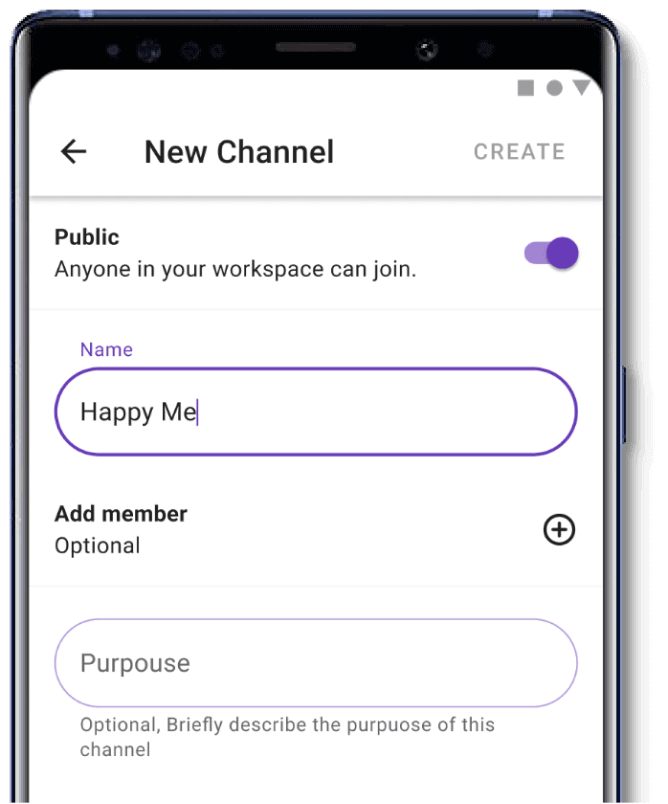 New Channel
CREATE
Public
Anyone in your workspace can join.
Name
Happy Me
Add member
Optional
Purpouse
Optional, Briefly describe the purpuose of this
channel